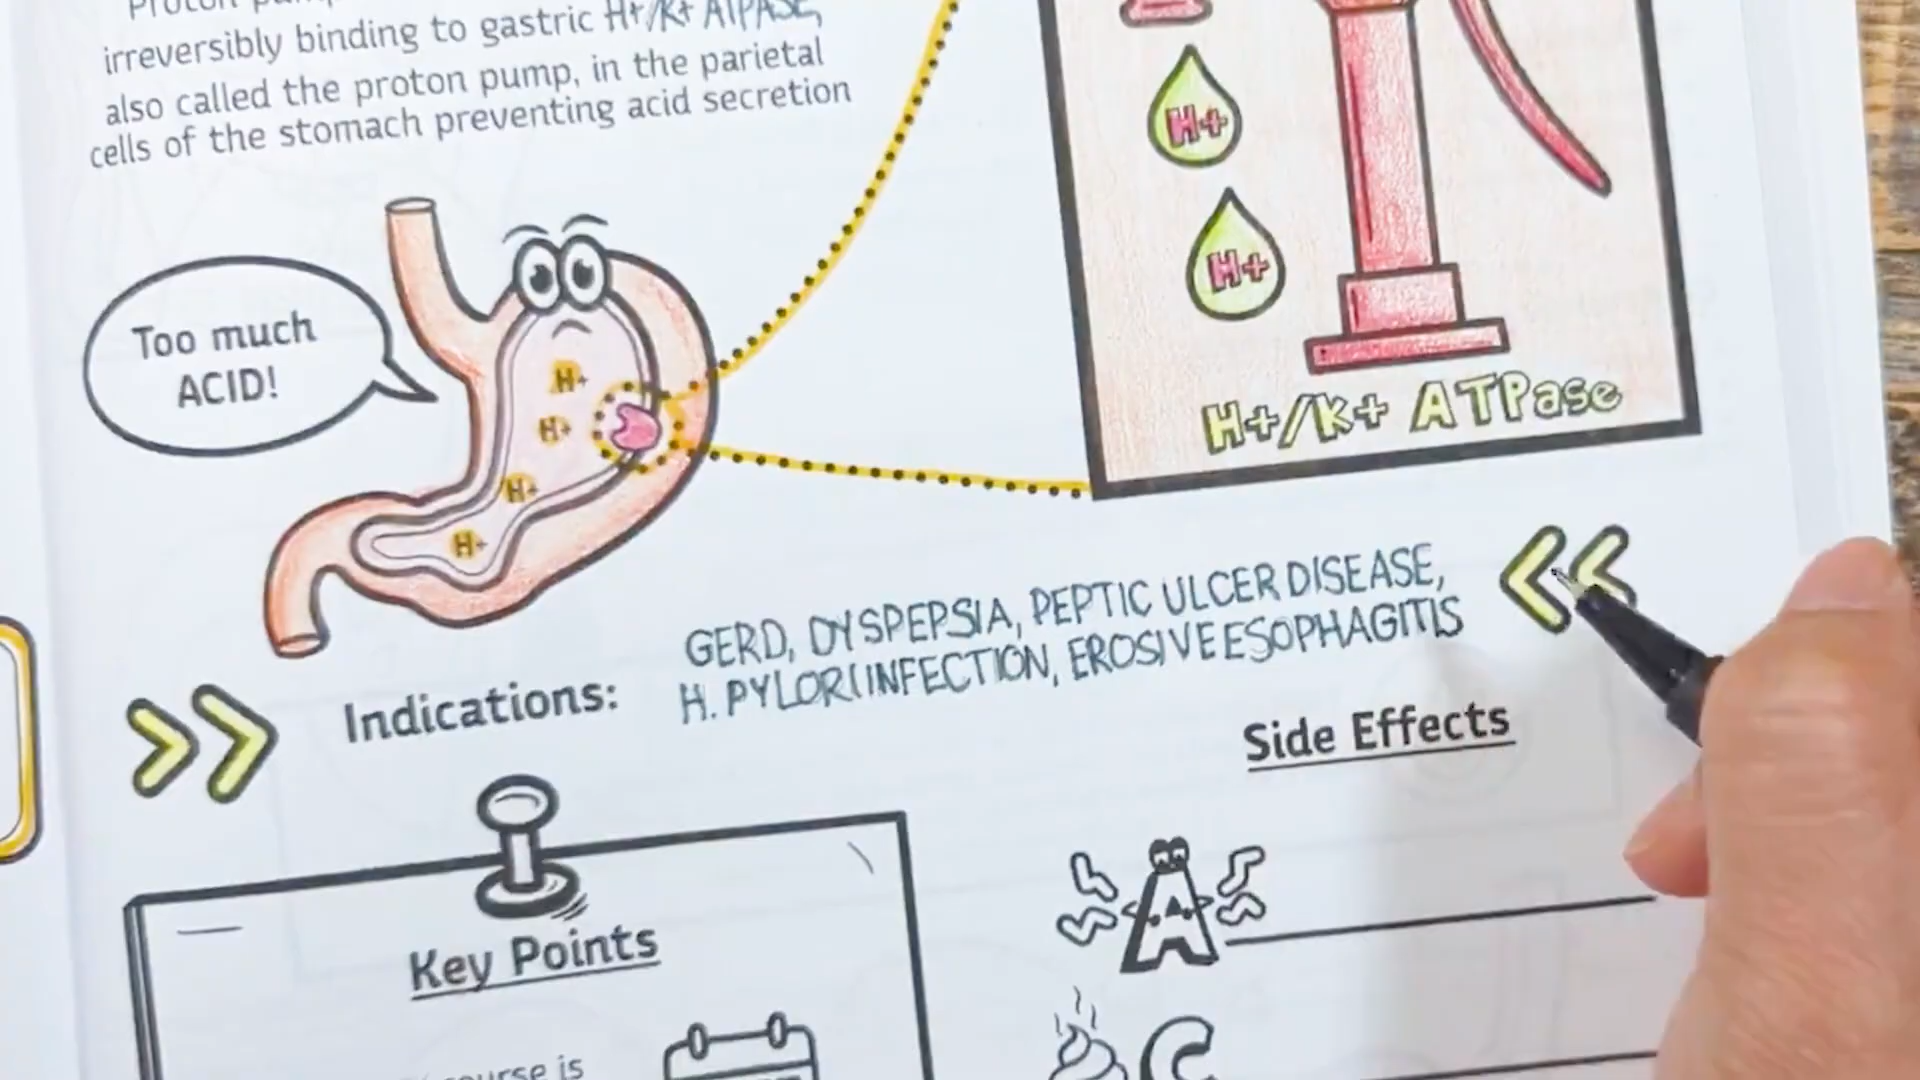 Proton
irreversibly binding to gastric H+/K+ ATPASE,
also called the proton pump, in the parietal
cells of the stomach preventing acid secretion
Too much
ACID!
H+
H+
H+
H+
H+
H+
H+/K+ ATPase
GERD, DYSPEPSIA, PEPTIC ULCER DISEASE,
H. PYLORI INFECTION, EROSIVE ESOPHAGITIS
Indications:
Side Effects
Key Points
A
C
is